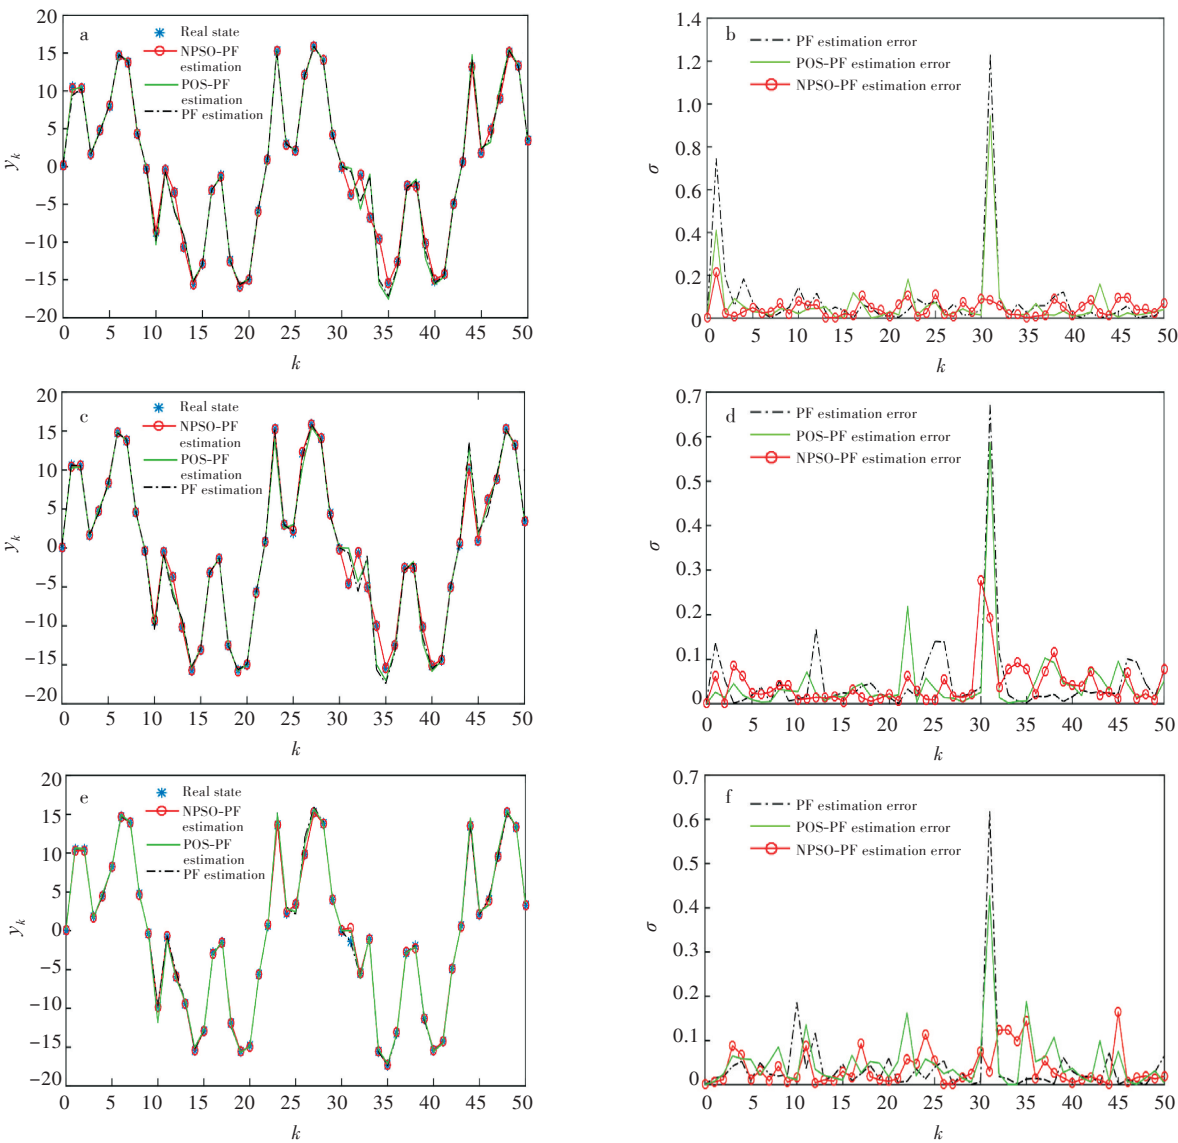 a
Real state
NPSO-PF
estimation
POS-PF
estimation
PF estimation
20
15
10
5
0
−5
−10
−15
−20
y_k
0 5 10 15 20 25 30 35 40 45 50
k
b
PF estimation error
POS-PF estimation error
NPSO-PF estimation error
1.4
1.2
1.0
0.8
0.6
0.4
0.2
0
σ
0 5 10 15 20 25 30 35 40 45 50
k
c
Real state
NPSO-PF
estimation
POS-PF
estimation
PF estimation
20
15
10
5
0
−5
−10
−15
−20
y_k
0 5 10 15 20 25 30 35 40 45 50
k
d
PF estimation error
POS-PF estimation error
NPSO-PF estimation error
0.7
0.6
0.5
0.4
0.3
0.2
0.1
0
σ
0 5 10 15 20 25 30 35 40 45 50
k
e
Real state
NPSO-PF
estimation
POS-PF
estimation
PF estimation
20
15
10
5
0
−5
−10
−15
−20
y_k
0 5 10 15 20 25 30 35 40 45 50
k
f
PF estimation error
POS-PF estimation error
NPSO-PF estimation error
0.7
0.6
0.5
0.4
0.3
0.2
0.1
0
σ
0 5 10 15 20 25 30 35 40 45 50
k